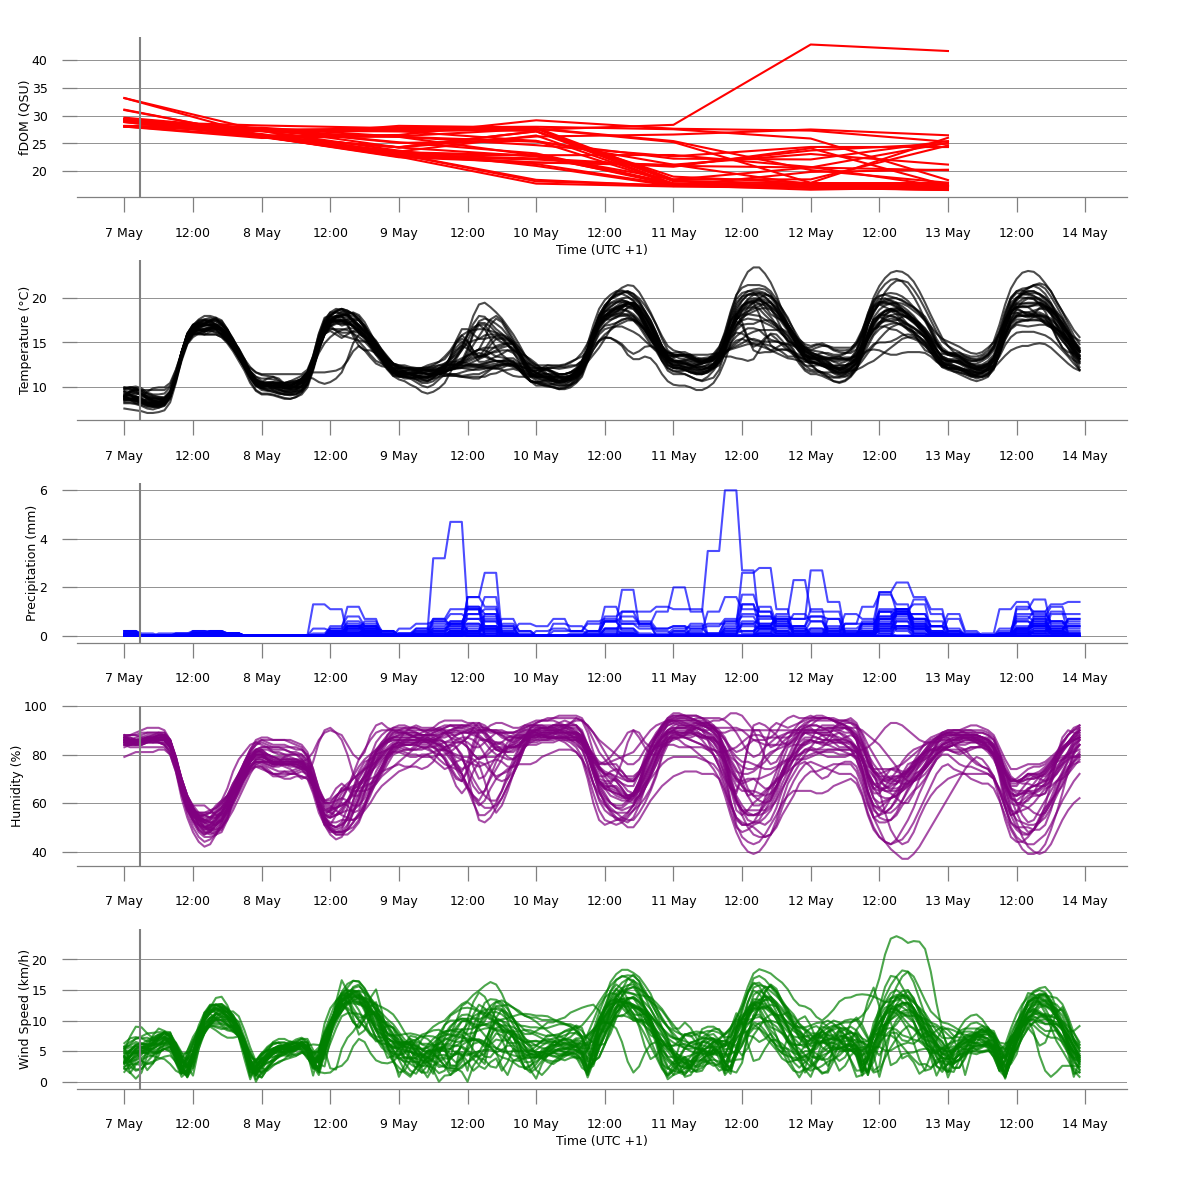 fDOM (QSU)
40
35
30
25
20
7 May 12:00 8 May 12:00 9 May 12:00 10 May 12:00 11 May 12:00 12 May 12:00 13 May 12:00 14 May
Time (UTC +1)
Temperature (°C)
20
15
10
7 May 12:00 8 May 12:00 9 May 12:00 10 May 12:00 11 May 12:00 12 May 12:00 13 May 12:00 14 May
Precipitation (mm)
6
4
2
0
7 May 12:00 8 May 12:00 9 May 12:00 10 May 12:00 11 May 12:00 12 May 12:00 13 May 12:00 14 May
Humidity (%)
100
80
60
40
7 May 12:00 8 May 12:00 9 May 12:00 10 May 12:00 11 May 12:00 12 May 12:00 13 May 12:00 14 May
Wind Speed (km/h)
20
15
10
5
0
7 May 12:00 8 May 12:00 9 May 12:00 10 May 12:00 11 May 12:00 12 May 12:00 13 May 12:00 14 May
Time (UTC +1)